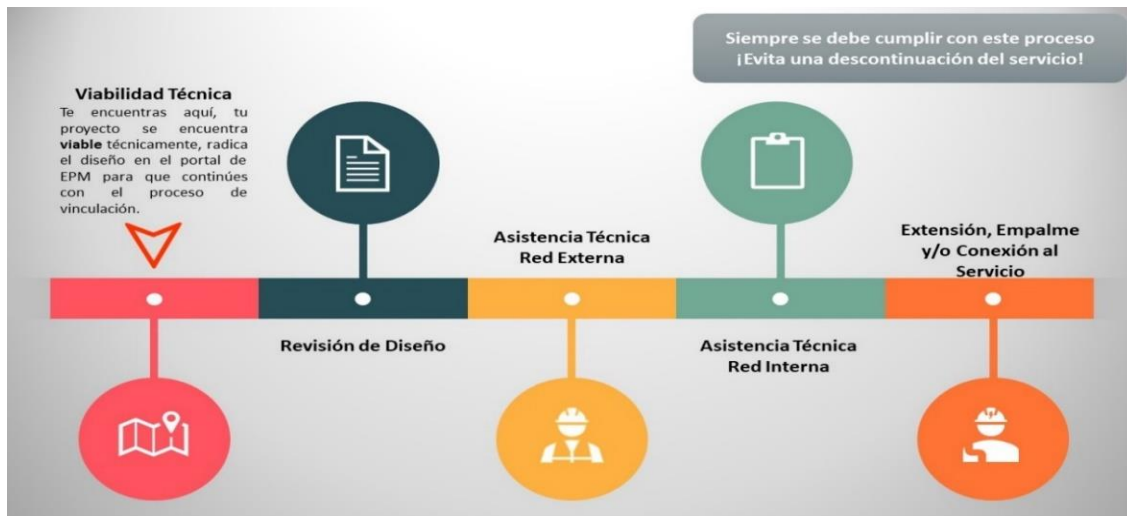 Siempre se debe cumplir con este proceso
¡Evita una descontinuación del servicio!
Viabilidad Técnica
Te encuentras aquí, tu
proyecto se encuentra
viable técnicamente, radica
el diseño en el portal de
EPM para que continúes
con el proceso de
vinculación.
Revisión de Diseño
Asistencia Técnica
Red Externa
Asistencia Técnica
Red Interna
Extensión, Empalme
y/o Conexión al
Servicio